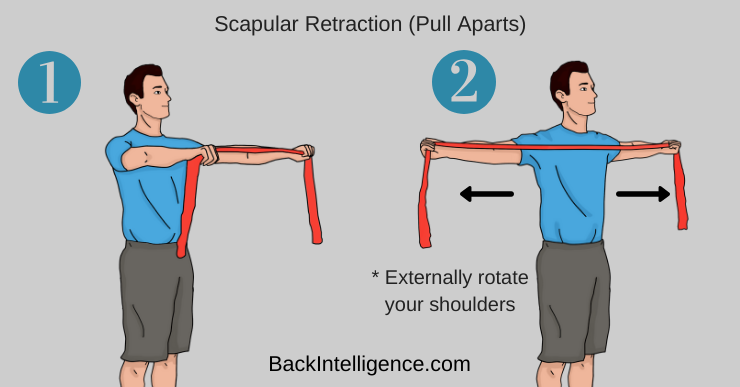 Scapular Retraction (Pull Aparts)
1
2
* Externally rotate
your shoulders
BackIntelligence.com